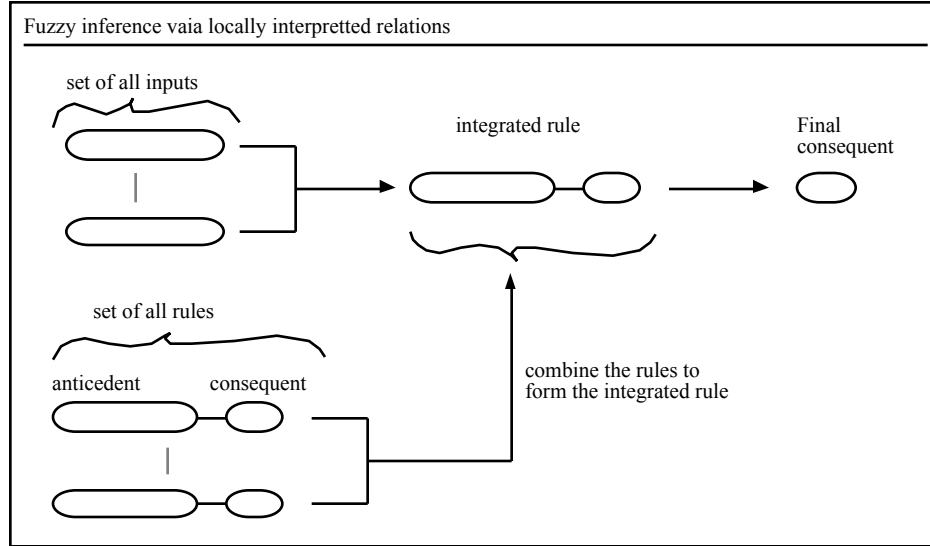 Fuzzy inference vaia locally interpretted relations
set of all inputs
integrated rule
Final
consequent
set of all rules
anticedent
consequent
combine the rules to
form the integrated rule